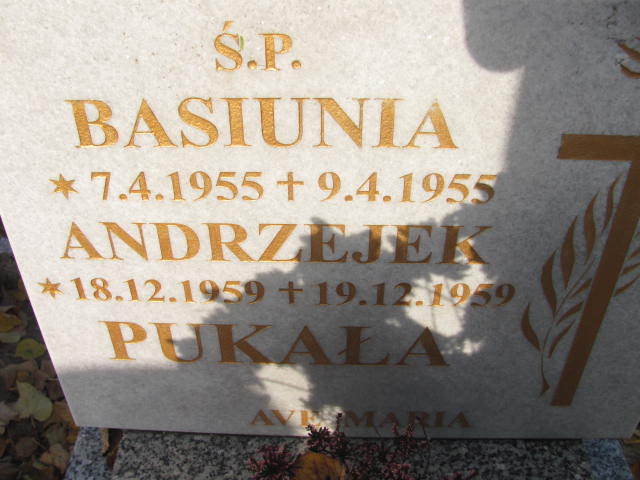 Ś.P.
BASIUNIA
* 7.4.1955 † 9.4.1955
ANDRZEJEK
* 18.12.1959 † 19.12.1959
PUKAŁA
AVE MARIA